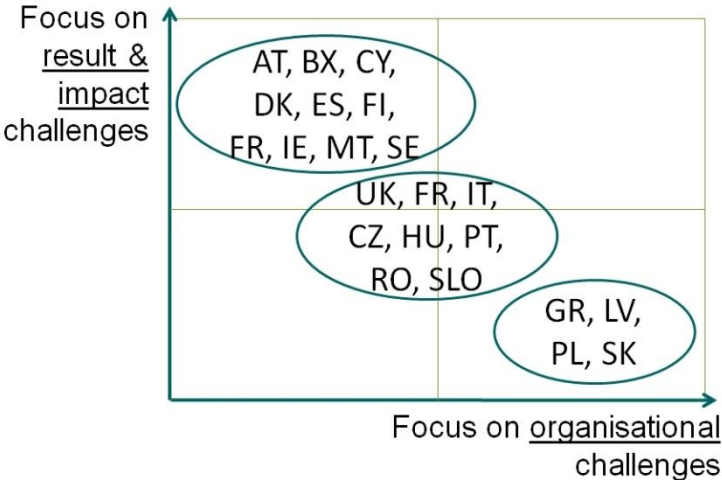 Focus on
result &
impact
challenges
AT, BX, CY,
DK, ES, FI,
FR, IE, MT, SE
UK, FR, IT,
CZ, HU, PT,
RO, SLO
GR, LV,
PL, SK
Focus on organisational
challenges